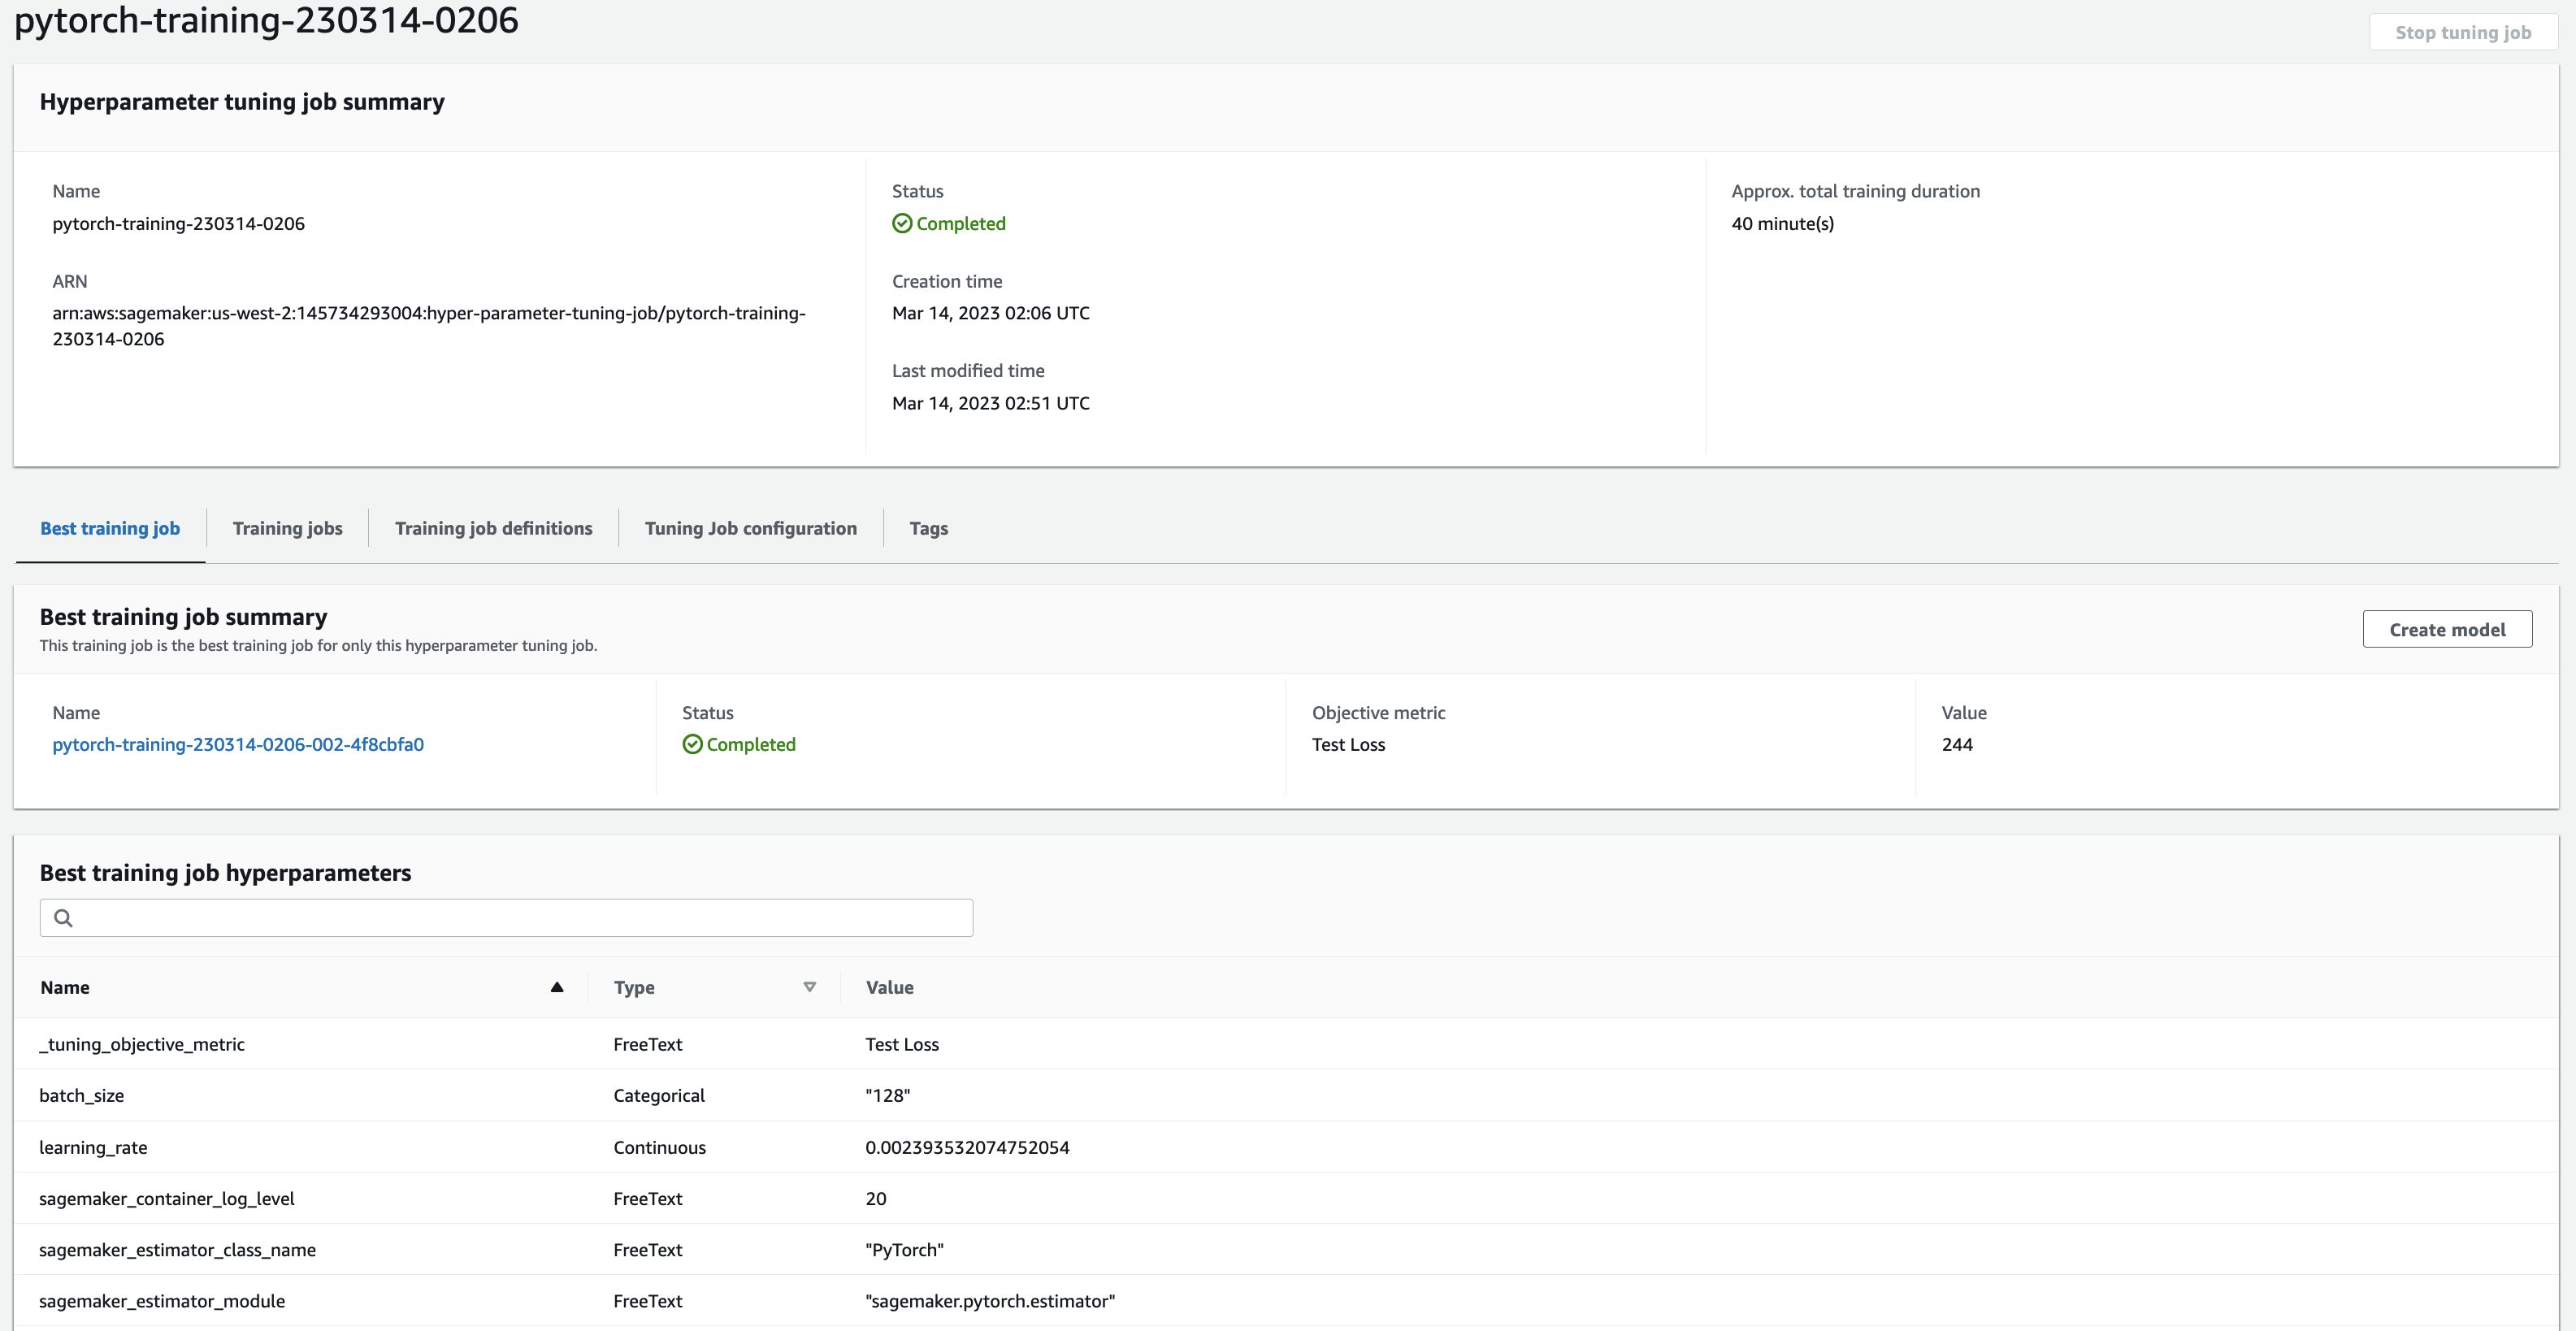 pytorch-training-230314-0206
Stop tuning job
Hyperparameter tuning job summary
Name
pytorch-training-230314-0206
ARN
arn:aws:sagemaker:us-west-2:145734293004:hyper-parameter-tuning-job/pytorch-training-
230314-0206
Status
Completed
Creation time
Mar 14, 2023 02:06 UTC
Last modified time
Mar 14, 2023 02:51 UTC
Approx. total training duration
40 minute(s)
Best training job
Training jobs
Training job definitions
Tuning Job configuration
Tags
Best training job summary
This training job is the best training job for only this hyperparameter tuning job.
Create model
Name
pytorch-training-230314-0206-002-4f8cbfa0
Status
Completed
Objective metric
Test Loss
Value
244
Best training job hyperparameters
Name Type Value
_tuning_objective_metric FreeText Test Loss
batch_size Categorical "128"
learning_rate Continuous 0.002393532074752054
sagemaker_container_log_level FreeText 20
sagemaker_estimator_class_name FreeText "PyTorch"
sagemaker_estimator_module FreeText "sagemaker.pytorch.estimator"